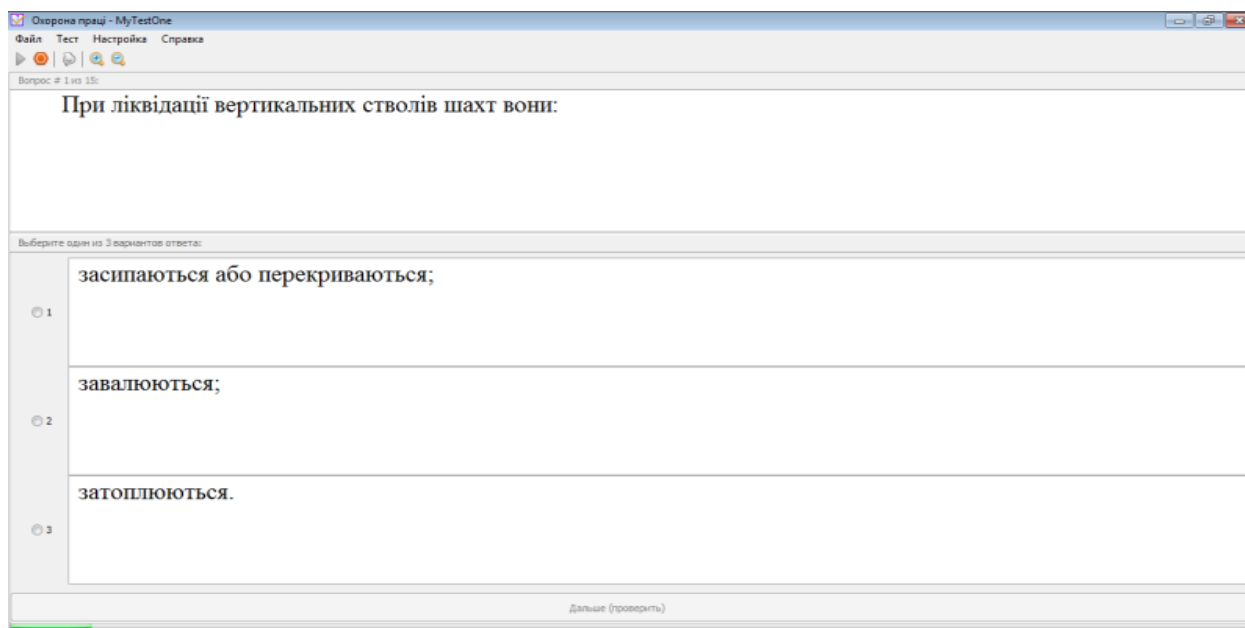 Охорона праці - MyTestOne
Файл Тест Настройка Справка
Вопрос # 1 из 15:
При ліквідації вертикальних стволів шахт вони:
Выберите один из 3 вариантов ответа:
засипаються або перекриваються;
1
завалюються;
2
затоплюються.
3
Дальше (проверить)